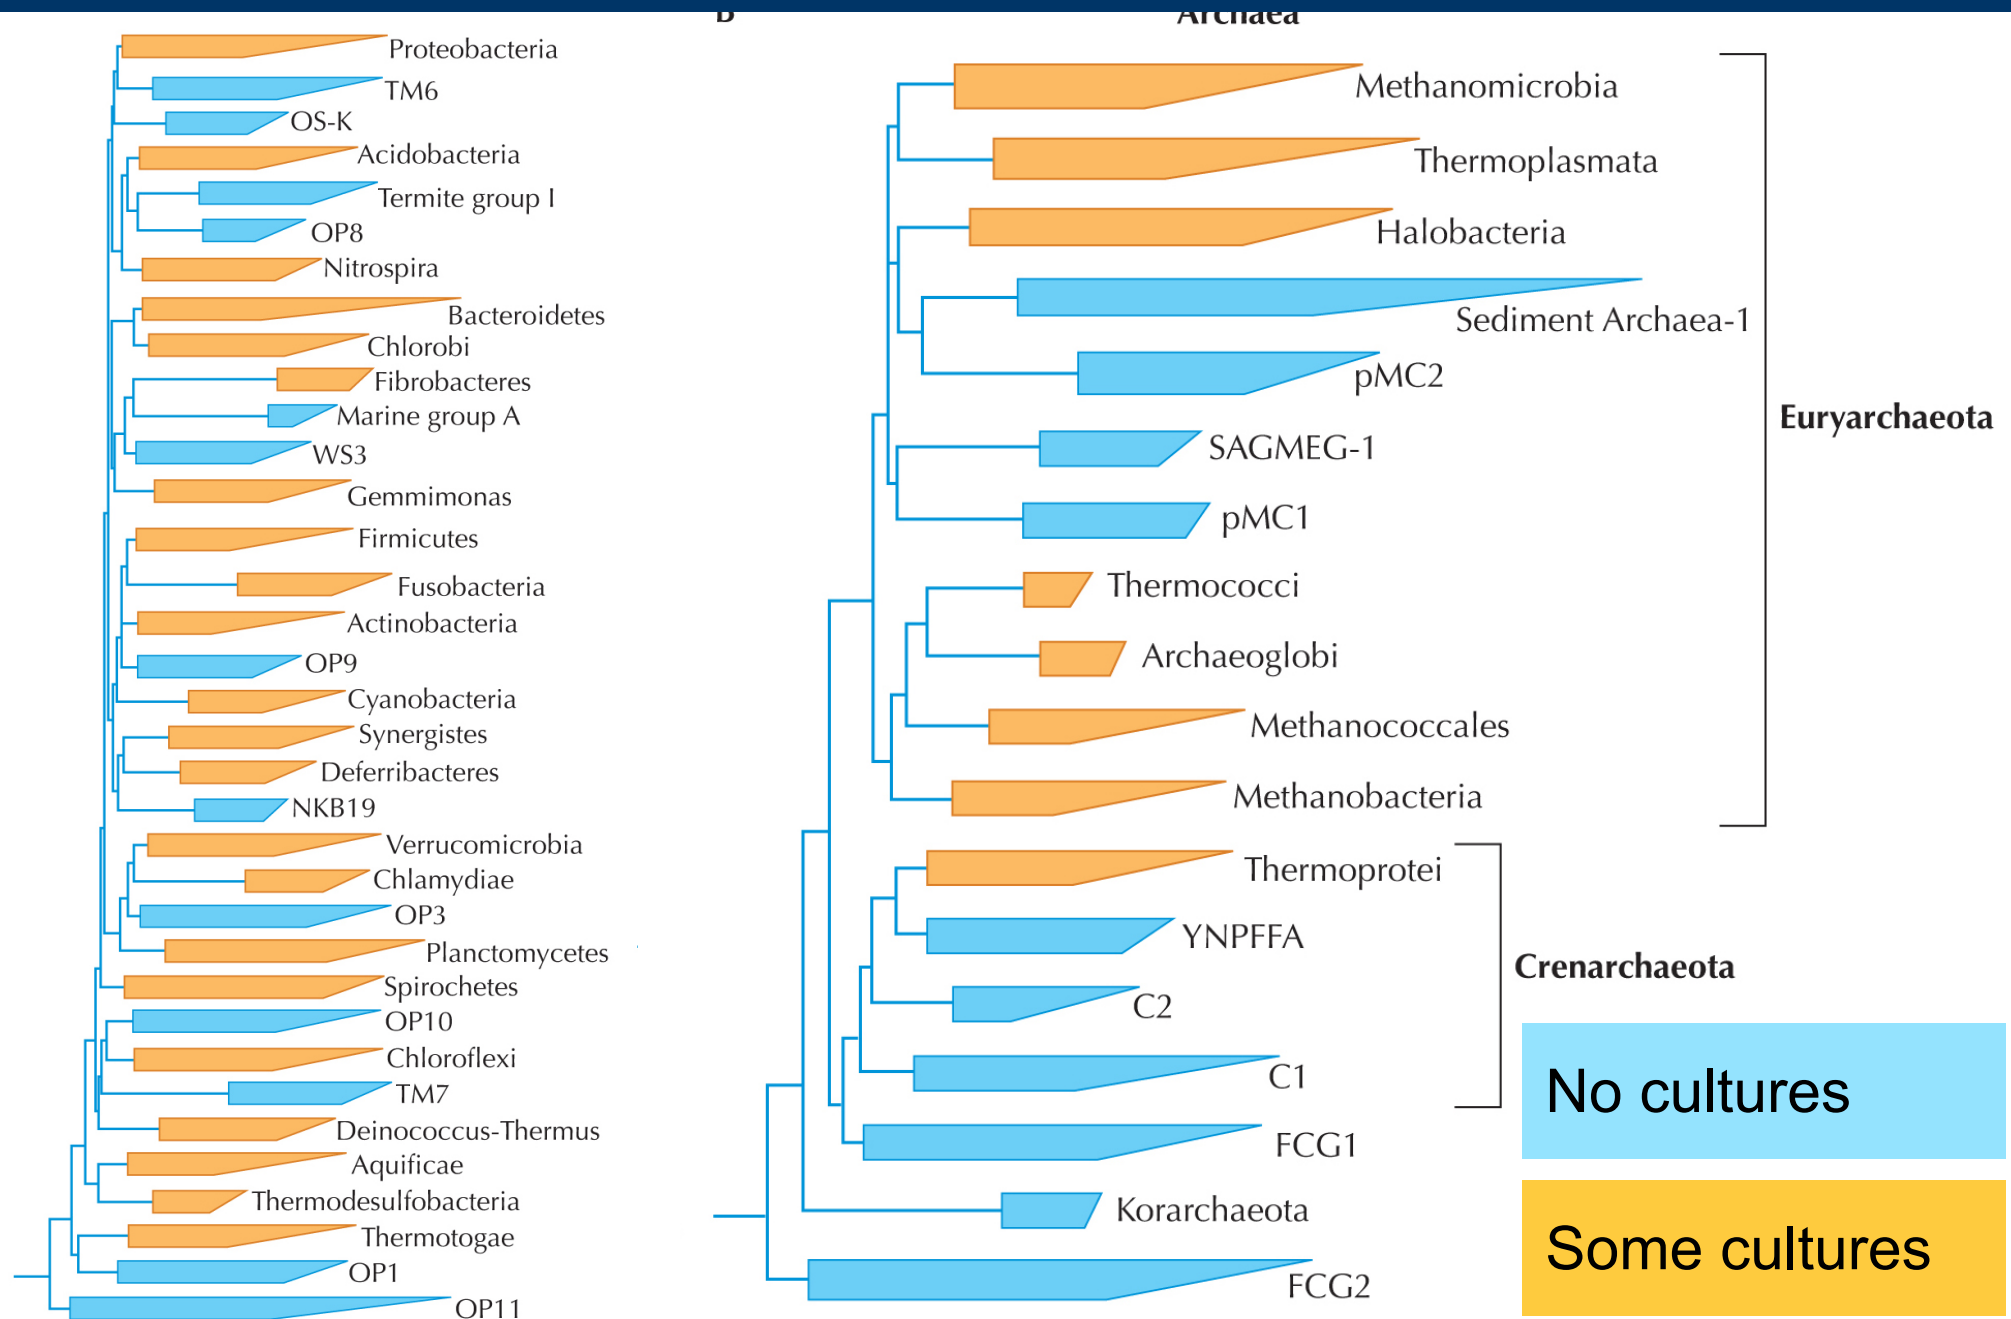 Proteobacteria
TM6
OS-K
Acidobacteria
Termite group I
OP8
Nitrospira
Bacteroidetes
Chlorobi
Fibrobacteres
Marine group A
WS3
Gemmimonas
Firmicutes
Fusobacteria
Actinobacteria
OP9
Cyanobacteria
Synergistes
Deferribacteres
NKB19
Verrucomicrobia
Chlamydiae
OP3
Planctomycetes
Spirochetes
OP10
Chloroflexi
TM7
Deinococcus-Thermus
Aquificae
Thermodesulfobacteria
Thermotogae
OP1
OP11
B
Archaea
Methanomicrobia
Thermoplasmata
Halobacteria
Sediment Archaea-1
pMC2
SAGMEG-1
pMC1
Thermococci
Archaeoglobi
Methanococcales
Methanobacteria
Euryarchaeota
Thermoprotei
YNPFFA
C2
C1
Crenarchaeota
FCG1
Korarchaeota
FCG2
No cultures
Some cultures